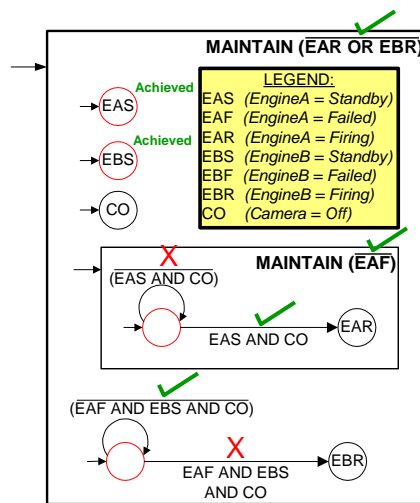 MAINTAIN (EAR OR EBR)
Achieved
EAS
Achieved
EBS
CO
LEGEND:
EAS (EngineA = Standby)
EAF (EngineA = Failed)
EAR (EngineA = Firing)
EBS (EngineB = Standby)
EBF (EngineB = Failed)
EBR (EngineB = Firing)
CO (Camera = Off)
MAINTAIN (EAF)
X
(EAS AND CO)
EAS AND CO
EAR
(EAF AND EBS AND CO)
X
EAF AND EBS
AND CO
EBR